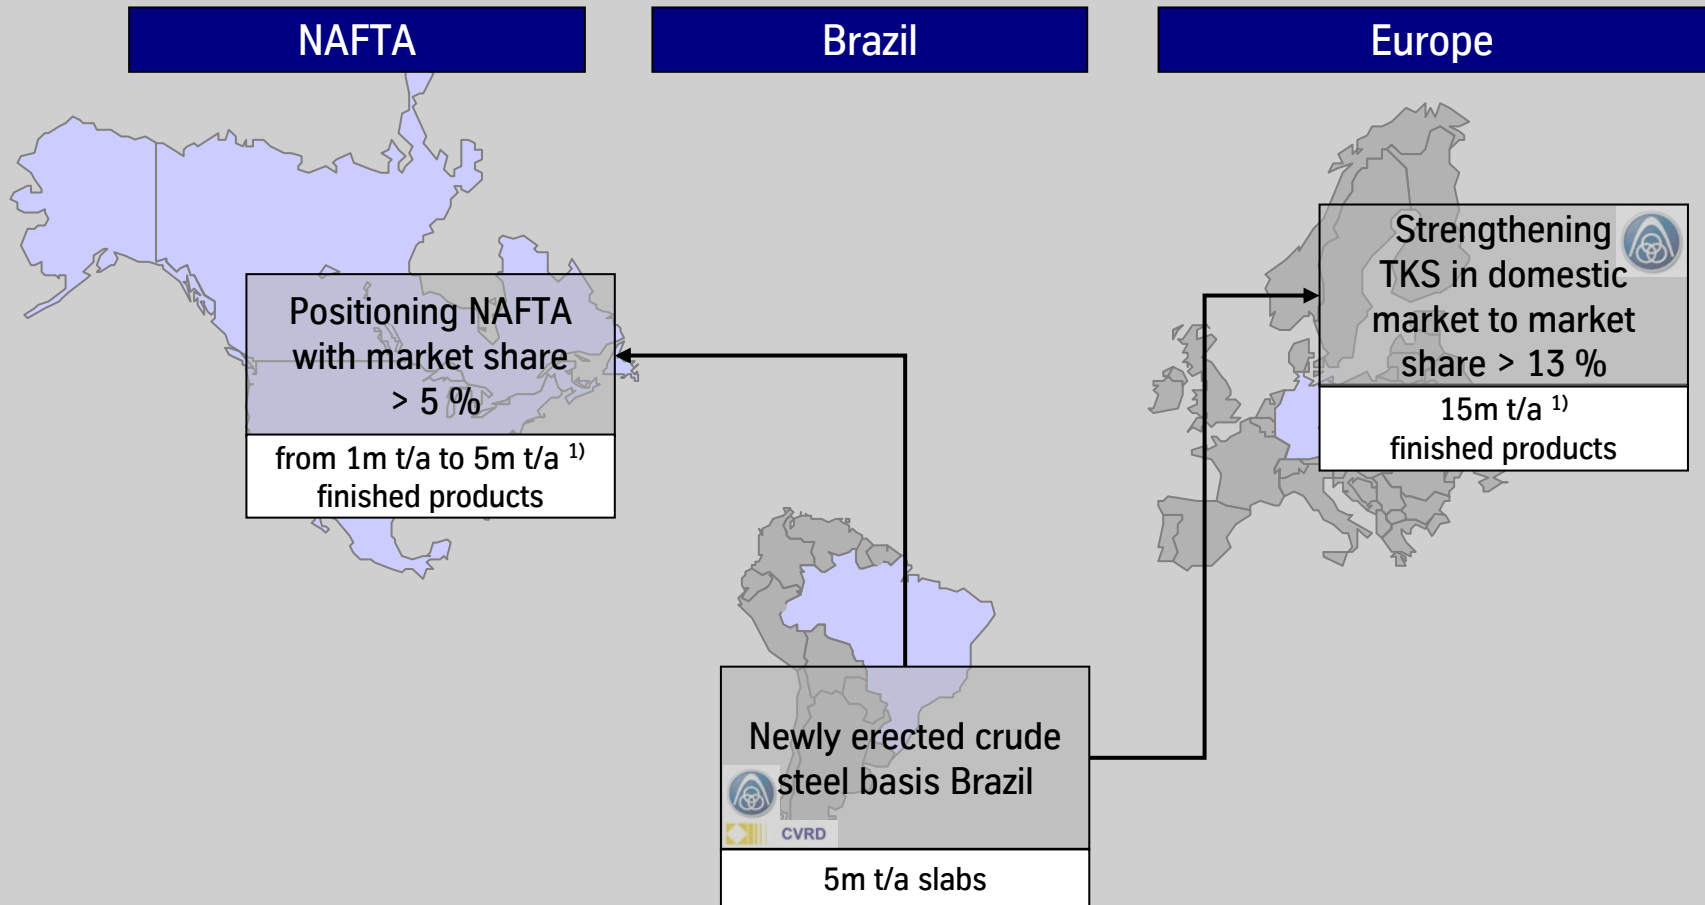 NAFTA
Brazil
Europe
Positioning NAFTA
with market share
> 5 %
from 1m t/a to 5m t/a 1)
finished products
Strengthening
TKS in domestic
market to market
share > 13 %
15m t/a 1)
finished products
Newly erected crude
steel basis Brazil
CVRD
5m t/a slabs